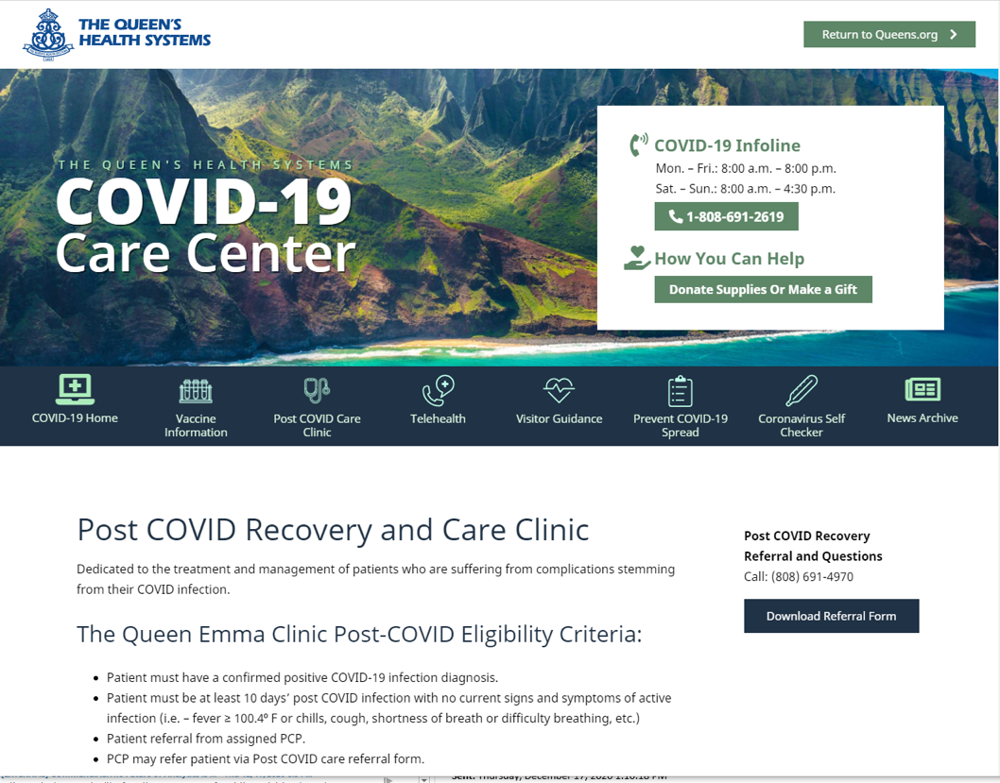 THE QUEEN'S
HEALTH SYSTEMS
Return to Queens.org
THE QUEEN'S HEALTH SYSTEMS
COVID-19
Care Center
COVID-19 Infoline
Mon. – Fri.: 8:00 a.m. – 8:00 p.m.
Sat. – Sun.: 8:00 a.m. – 4:30 p.m.
1-808-691-2619
How You Can Help
Donate Supplies Or Make a Gift
COVID-19 Home
Vaccine
Information
Post COVID Care
Clinic
Telehealth
Visitor Guidance
Prevent COVID-19
Spread
Coronavirus Self
Checker
News Archive
Post COVID Recovery and Care Clinic
Dedicated to the treatment and management of patients who are suffering from complications stemming
from their COVID infection.
The Queen Emma Clinic Post-COVID Eligibility Criteria:
• Patient must have a confirmed positive COVID-19 infection diagnosis.
• Patient must be at least 10 days’ post COVID infection with no current signs and symptoms of active
infection (i.e. – fever ≥ 100.4º F or chills, cough, shortness of breath or difficulty breathing, etc.)
• Patient referral from assigned PCP.
• PCP may refer patient via Post COVID care referral form.
Post COVID Recovery
Referral and Questions
Call: (808) 691-4970
Download Referral Form
Sent: Thursday, December 17, 2020 1:10:18 PM